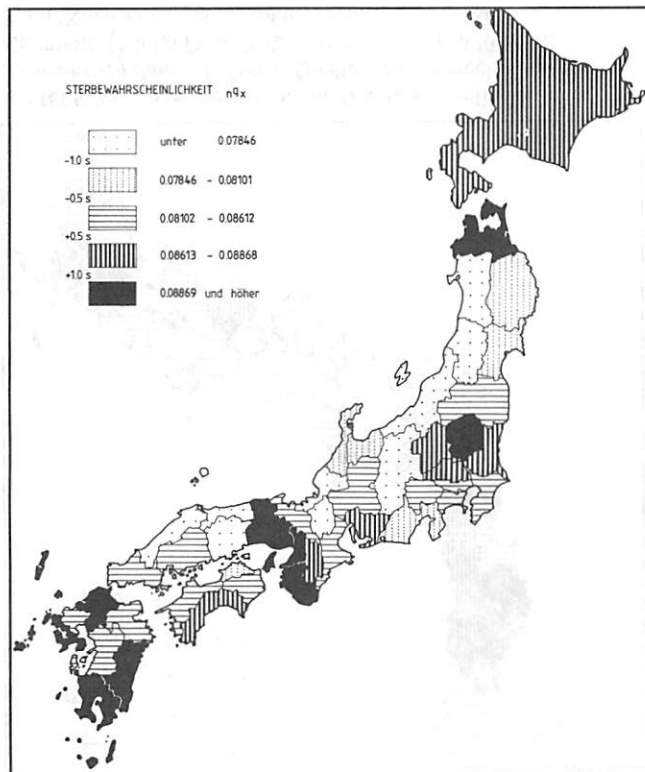 STERBEWAHRSCHEINLICHKEIT nqx
unter 0.07846
-1.0 s
0.07846 - 0.08101
-0.5 s
0.08102 - 0.08612
+0.5 s
0.08613 - 0.08868
+1.0 s
0.08869 und höher